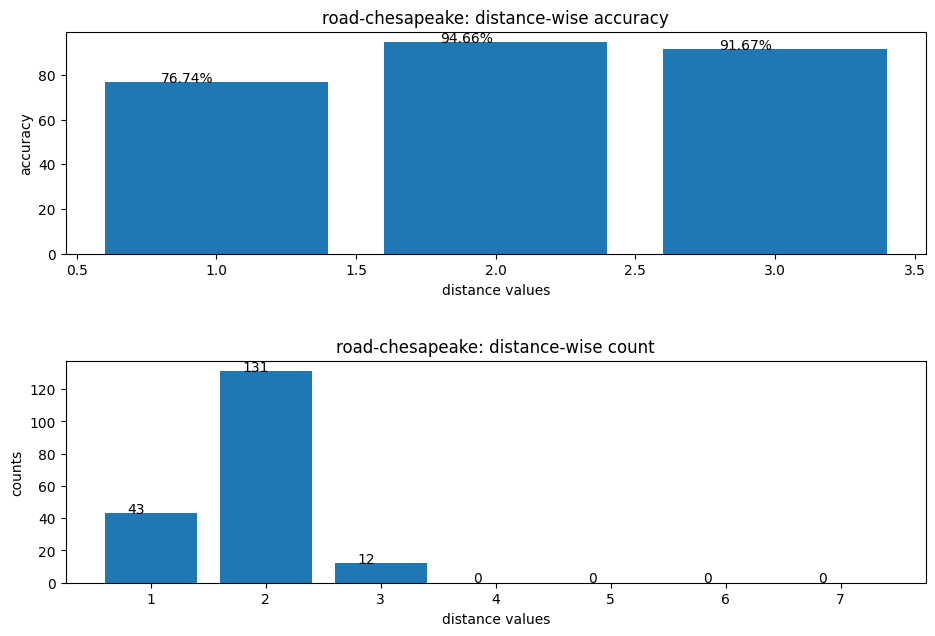 road-chesapeake: distance-wise accuracy
94.66%
91.67%
76.74%
80
60
40
20
0
accuracy
0.5 1.0 1.5 2.0 2.5 3.0 3.5
distance values
road-chesapeake: distance-wise count
131
120
100
80
60
43
40
20
12
0 0 0 0
0
counts
1 2 3 4 5 6 7
distance values